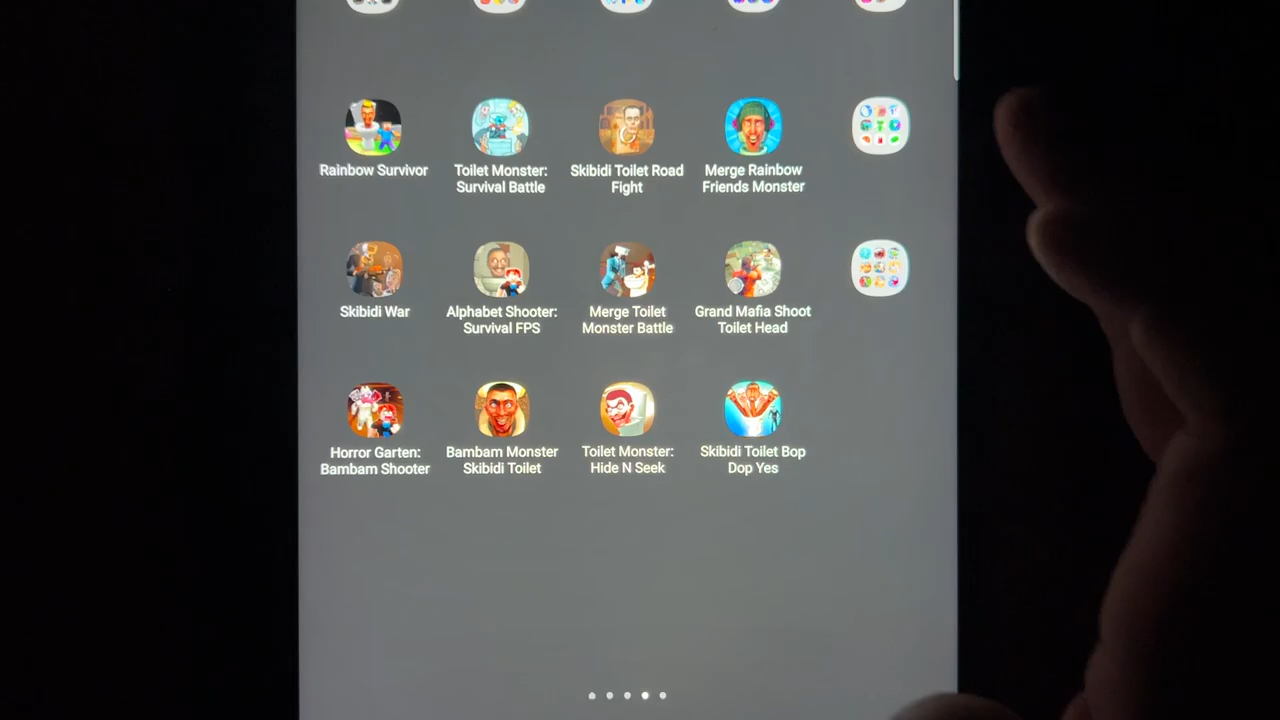 Rainbow Survivor
Toilet Monster:
Survival Battle
Skibidi Toilet Road
Fight
Merge Rainbow
Friends Monster
Skibidi War
Alphabet Shooter:
Survival FPS
Merge Toilet
Monster Battle
Grand Mafia Shoot
Toilet Head
Horror Garten:
Bambam Shooter
Bambam Monster
Skibidi Toilet
Toilet Monster:
Hide N Seek
Skibidi Toilet Bop
Dop Yes